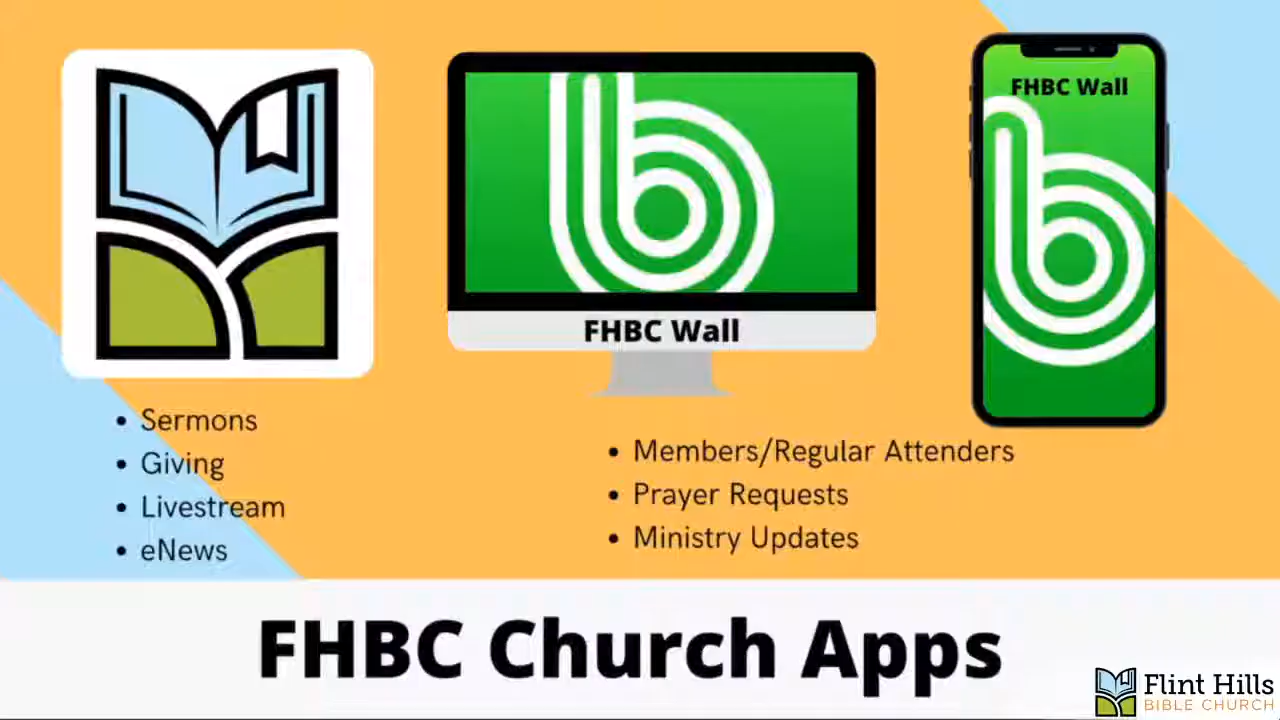 FHBC Wall
FHBC Wall
• Sermons
• Giving
• Livestream
• eNews
• Members/Regular Attenders
• Prayer Requests
• Ministry Updates
FHBC Church Apps
Flint Hills
BIBLE CHURCH